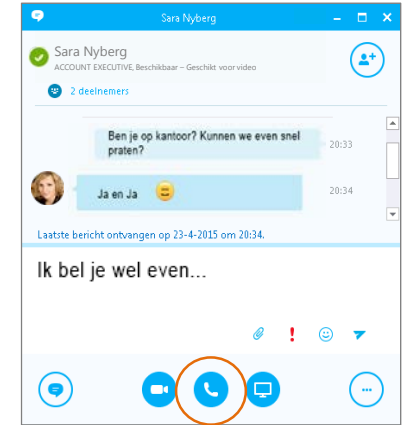 Sara Nyberg
Sara Nyberg
ACCOUNT EXECUTIVE, Beschikbaar – Geschikt voor video
2 deelnemers
Ben je op kantoor? Kunnen we even snel
praten?
20:33
Ja en Ja
20:34
Laatste bericht ontvangen op 23-4-2015 om 20:34.
Ik bel je wel even...